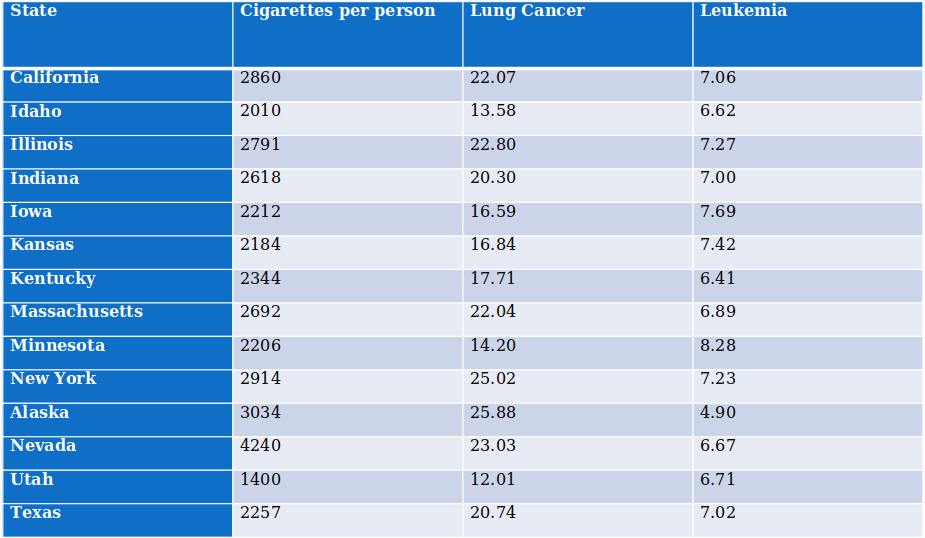 State Cigarettes per person Lung Cancer Leukemia
California 2860 22.07 7.06
Idaho 2010 13.58 6.62
Illinois 2791 22.80 7.27
Indiana 2618 20.30 7.00
Iowa 2212 16.59 7.69
Kansas 2184 16.84 7.42
Kentucky 2344 17.71 6.41
Massachusetts 2692 22.04 6.89
Minnesota 2206 14.20 8.28
New York 2914 25.02 7.23
Alaska 3034 25.88 4.90
Nevada 4240 23.03 6.67
Utah 1400 12.01 6.71
Texas 2257 20.74 7.02